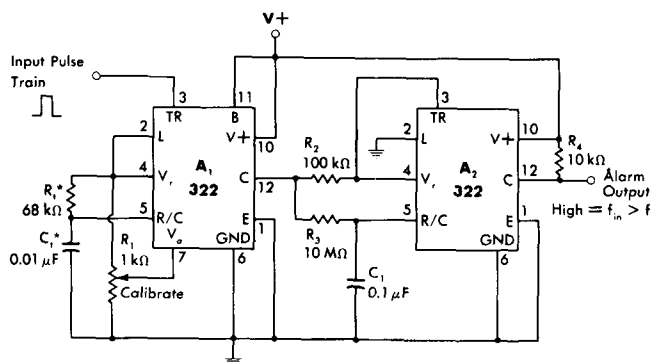 V+
Input Pulse
Train
3
11
TR
B
2
L
V+
10
4
Vr
A1
322
C
12
Rt*
68 kΩ
5
R/C
E
1
Ct*
0.01 μF
R1
1 kΩ
Va
7
GND
6
Calibrate
R2
100 kΩ
R3
10 MΩ
C1
0.1 μF
3
TR
2
L
V+
10
R4
10 kΩ
4
Vr
A2
322
C
12
Alarm
Output
5
R/C
E
1
High = fin > f
GND
6